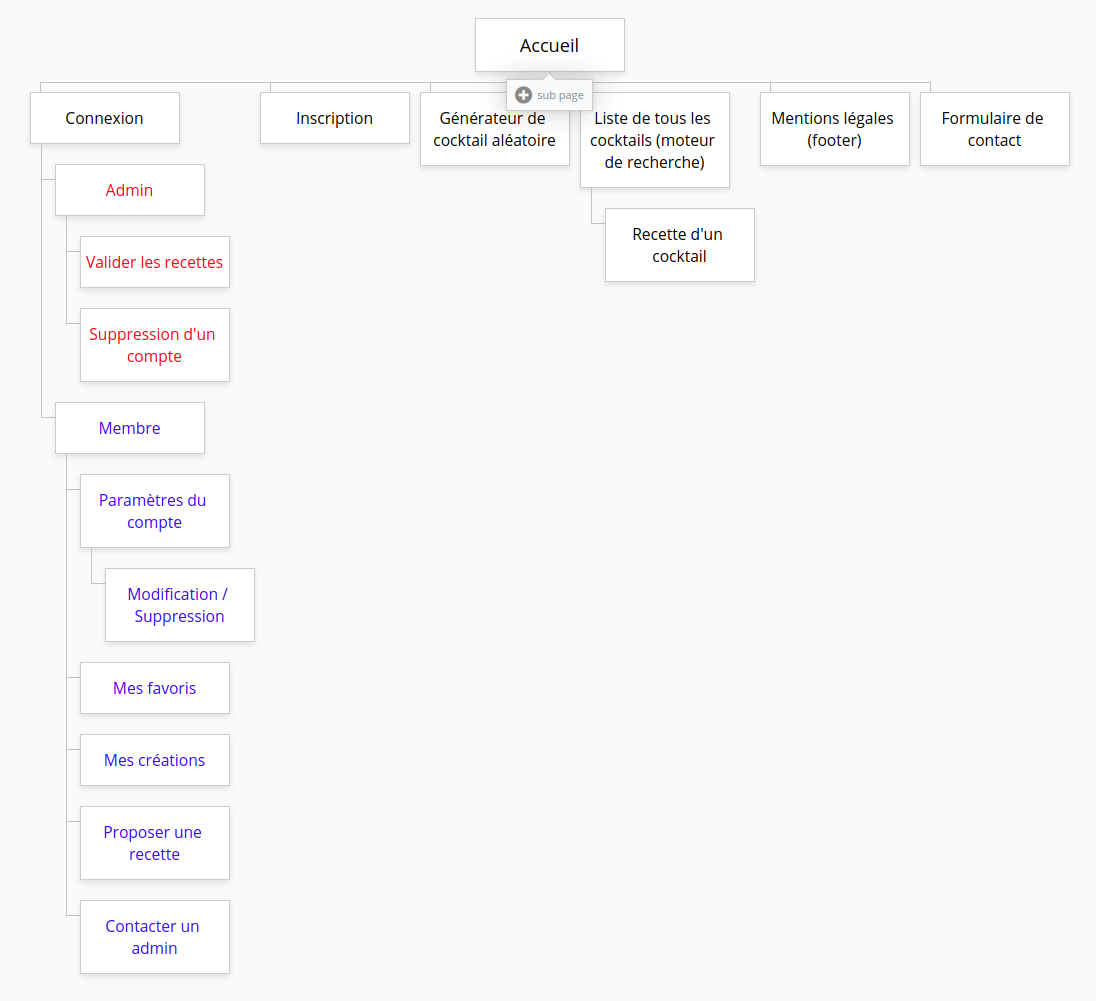 Accueil
sub page
Connexion
Inscription
Générateur de
cocktail aléatoire
Liste de tous les
cocktails (moteur
de recherche)
Mentions légales
(footer)
Formulaire de
contact
Admin
Valider les recettes
Suppression d'un
compte
Membre
Paramètres du
compte
Modification /
Suppression
Mes favoris
Mes créations
Proposer une
recette
Contacter un
admin
Recette d'un
cocktail